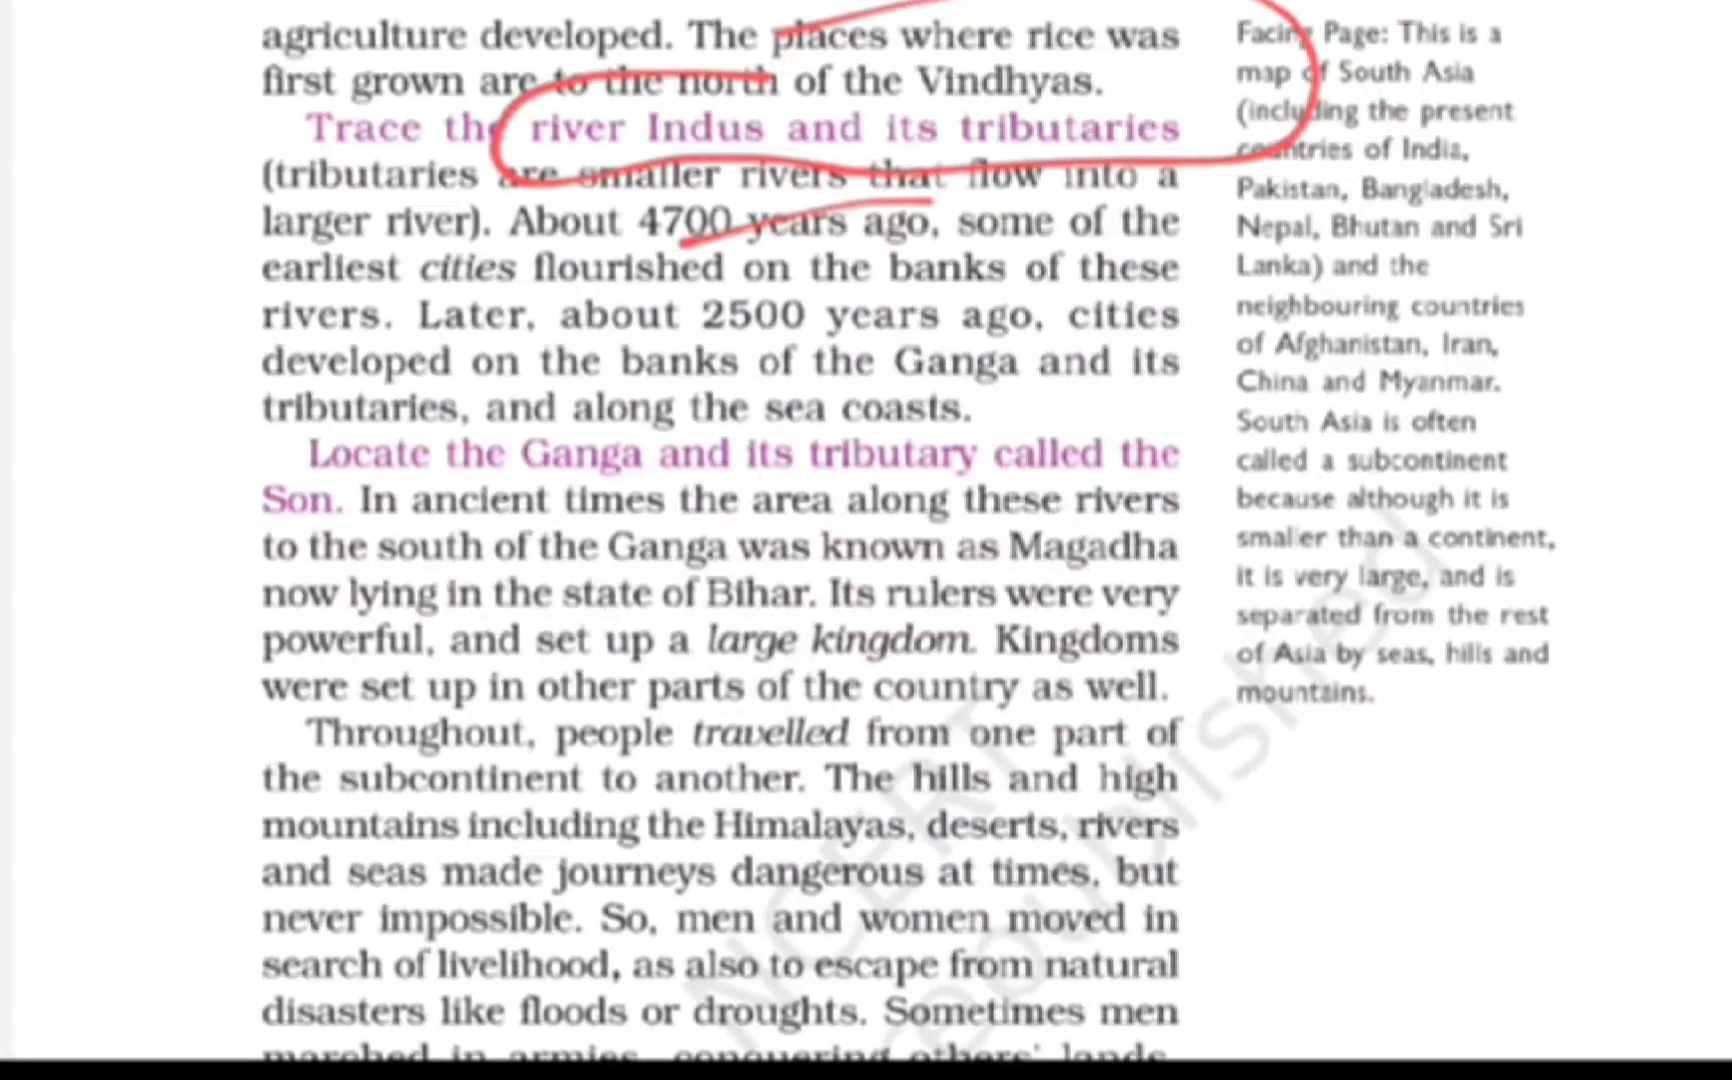 agriculture developed. The places where rice was
first grown are to the north of the Vindhyas.
Trace the river Indus and its tributaries
(tributaries are smaller rivers that flow into a
larger river). About 4700 years ago, some of the
earliest cities flourished on the banks of these
rivers. Later, about 2500 years ago, cities
developed on the banks of the Ganga and its
tributaries, and along the sea coasts.
Locate the Ganga and its tributary called the
Son. In ancient times the area along these rivers
to the south of the Ganga was known as Magadha
now lying in the state of Bihar. Its rulers were very
powerful, and set up a large kingdom. Kingdoms
were set up in other parts of the country as well.
Throughout, people travelled from one part of
the subcontinent to another. The hills and high
mountains including the Himalayas, deserts, rivers
and seas made journeys dangerous at times, but
never impossible. So, men and women moved in
search of livelihood, as also to escape from natural
disasters like floods or droughts. Sometimes men
marched in armies, conquering others' lands.
Facing Page: This is a
map of South Asia
(including the present
countries of India,
Pakistan, Bangladesh,
Nepal, Bhutan and Sri
Lanka) and the
neighbouring countries
of Afghanistan, Iran,
China and Myanmar.
South Asia is often
called a subcontinent
because although it is
smaller than a continent,
it is very large, and is
separated from the rest
of Asia by seas, hills and
mountains.
NCERT
republished